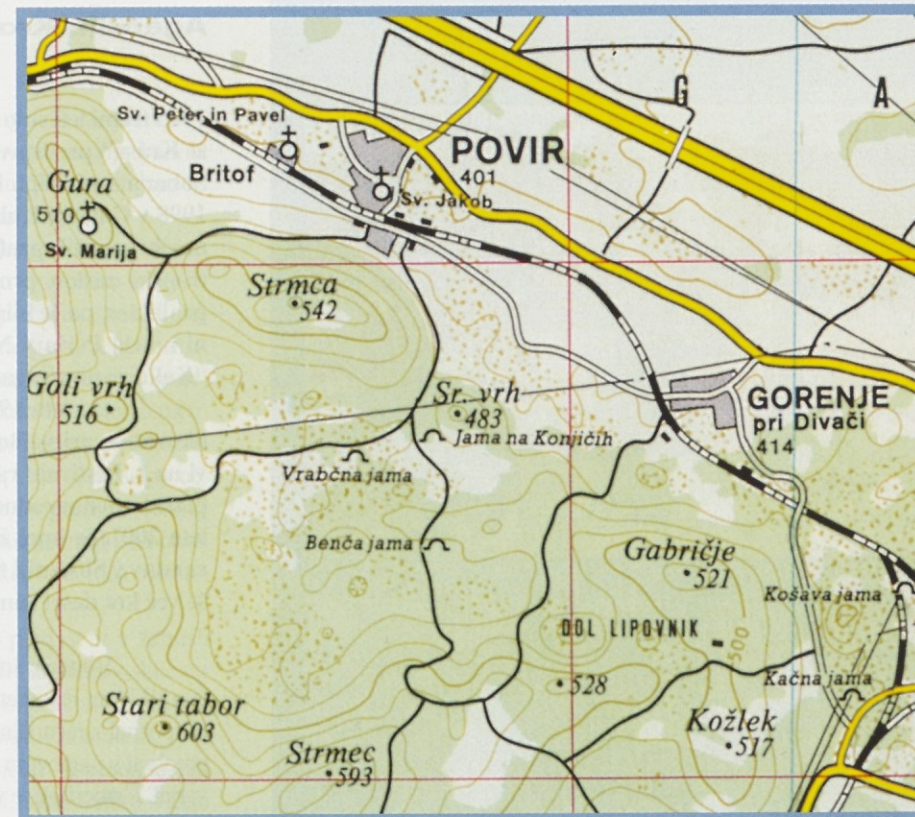 G A
Sv. Peter in Pavel
POVIR
401
Britof
Gura
510
Sv. Jakob
Sv. Marija
Strmca
542
Goli vrh
516
Sr. vrh
483
GORENJE
pri Divači
414
Jama na Konjičih
Vrabčna jama
Benča jama
Gabričje
521
Košava jama
DOL LIPOVNIK
500
528
Kačna jama
Stari tabor
603
Kožlek
517
Strmec
593